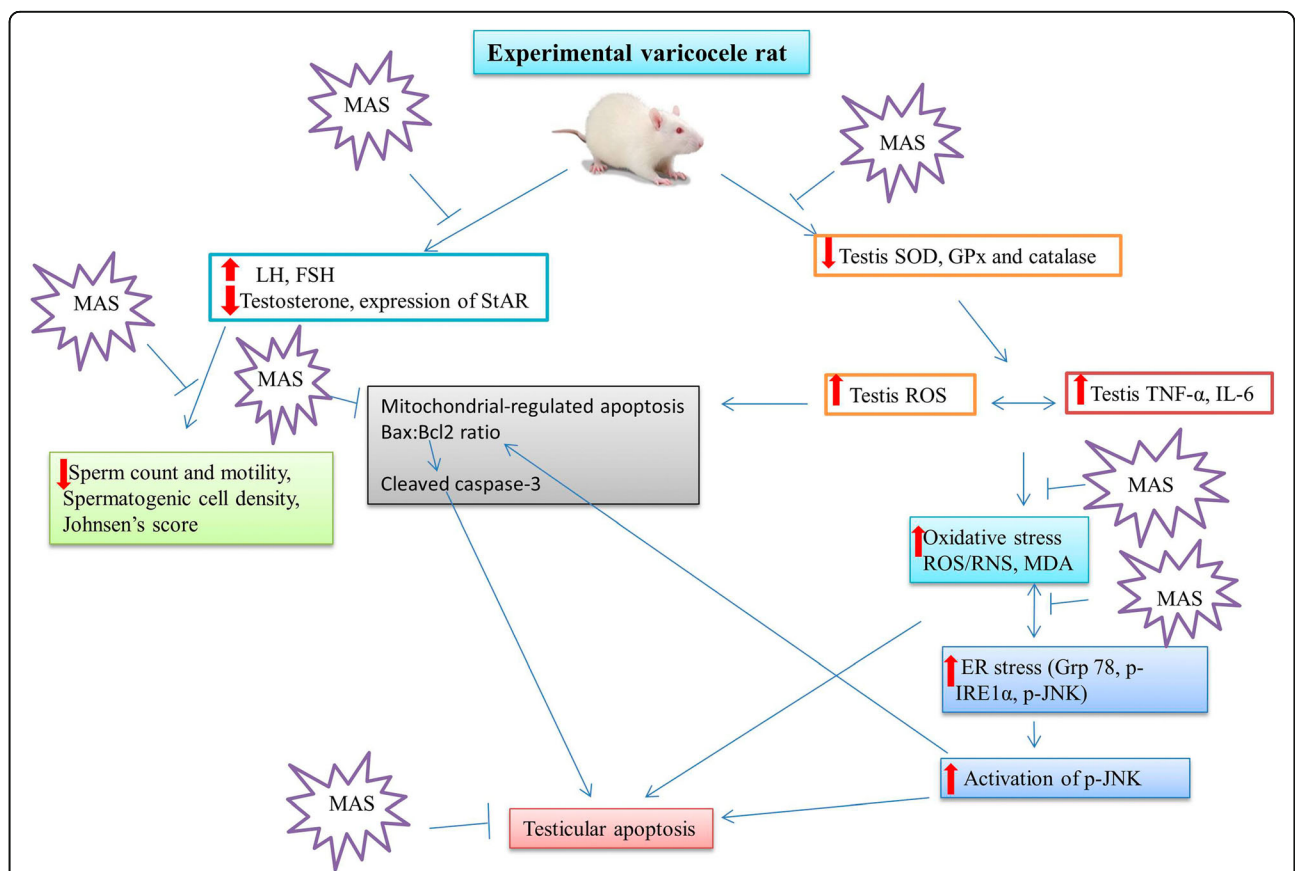 Experimental varicocele rat
MAS
MAS
LH, FSH
Testosterone, expression of StAR
Testis SOD, GPx and catalase
MAS
MAS
Mitochondrial-regulated apoptosis
Bax:Bcl2 ratio
Cleaved caspase-3
Testis ROS
Testis TNF-α, IL-6
Sperm count and motility,
Spermatogenic cell density,
Johnsen’s score
MAS
Oxidative stress
ROS/RNS, MDA
MAS
ER stress (Grp 78, p-
IRE1α, p-JNK)
Activation of p-JNK
MAS
Testicular apoptosis